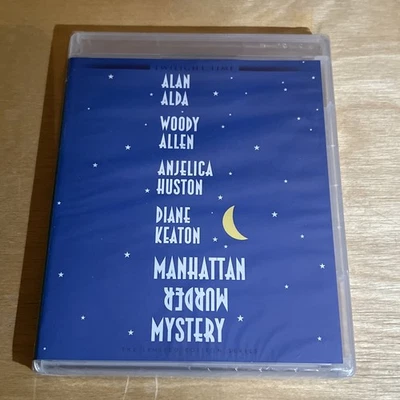 ALAN
ALDA
WOODY
ALLEN
ANJELICA
HUSTON
DIANE
KEATON
MANHATTAN
MURDER
MYSTERY